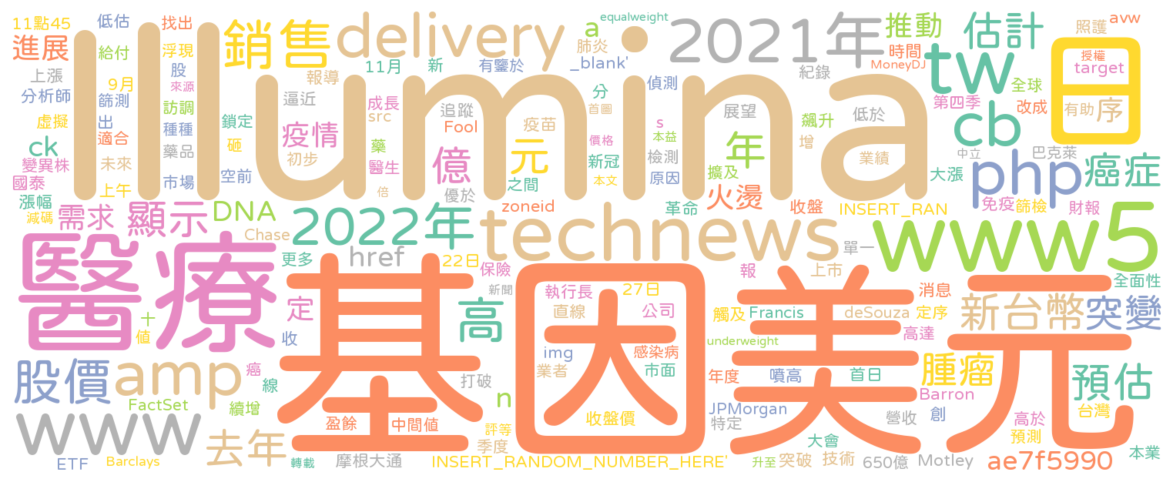 11點45 低估 找出 銷售 delivery a equalweight 2021年 推動 估計 照護 avw
進展 給付 浮現 股 有鑒於 肺炎 _blank' 時間 MoneyDJ tw 日 授權 target
上漲 9月 來源 報導 11月 新 偵測 紀錄 全球
分析師 篩測 訪調 逼近 分 第四季 改成 有助 序
Illumina
虛擬 出 種種 鎖定 成長 src 追蹤 Fool 疫苗 首圖 s 展望 飆升 低於 cb
ck 適合 藥品 砸 疫情 藥 億 元 價格 本益 年 增 中立 巴克萊
變異株 未來 初步 醫生 新冠 檢測 業績 大漲 php 癌症
國泰 上午 市場 空前 倍 優於 之間 本文 原因 擴及 火燙 免疫 篩檢 財報
漲幅 減碼 需求 顯示 DNA zoneid 革命 收盤 INSERT_RAN
Chase 2022年 technews 單一 www 5
醫療 更多 href 22日 保險 報 上市 消息 全面性
基因 美元
定 新聞 執行長 27日 觸及 Francis deSouza 定序 新台幣 突變
十 值 收 高 直線 公司 高達
股價 amp 癌 線 img 感染病 underweight
業者 市面 年度 噴高 首日 腫瘤 預估
FactSet 續增 打破 n JPMorgan Barron 台灣
www 去年 盈餘 中間值 評等 收盤價 特定 營收 創 高於
季度 大會 預測 本業
ETF Barclays 轉載 摩根大通 INSERT_RANDOM_NUMBER_HERE' 升至 突破 技術 650億 Motley ae7f5990